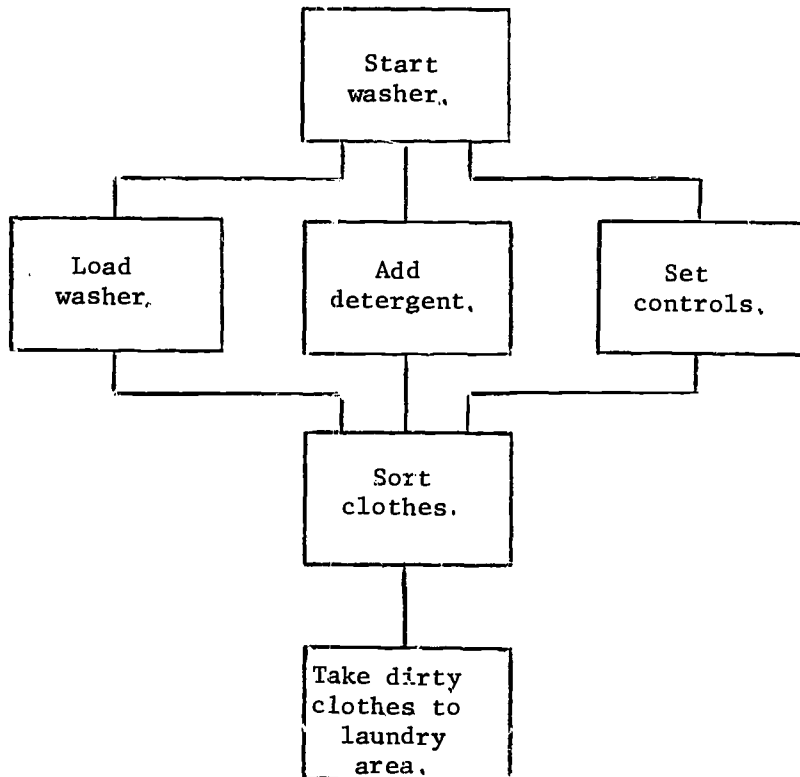 Start
washer.
Load
washer.
Add
detergent.
Set
controls.
Sort
clothes.
Take dirty
clothes to
laundry
area.